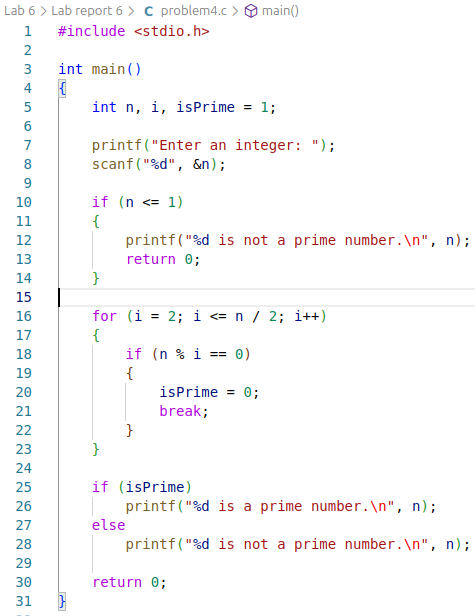 Lab 6 > Lab report 6 > C problem4.c > main()
1 #include <stdio.h>
2
3 int main()
4 {
5     int n, i, isPrime = 1;
6
7     printf("Enter an integer: ");
8     scanf("%d", &n);
9
10     if (n <= 1)
11     {
12         printf("%d is not a prime number.\n", n);
13         return 0;
14     }
15
16     for (i = 2; i <= n / 2; i++)
17     {
18         if (n % i == 0)
19         {
20             isPrime = 0;
21             break;
22         }
23     }
24
25     if (isPrime)
26         printf("%d is a prime number.\n", n);
27     else
28         printf("%d is not a prime number.\n", n);
29
30     return 0;
31 }